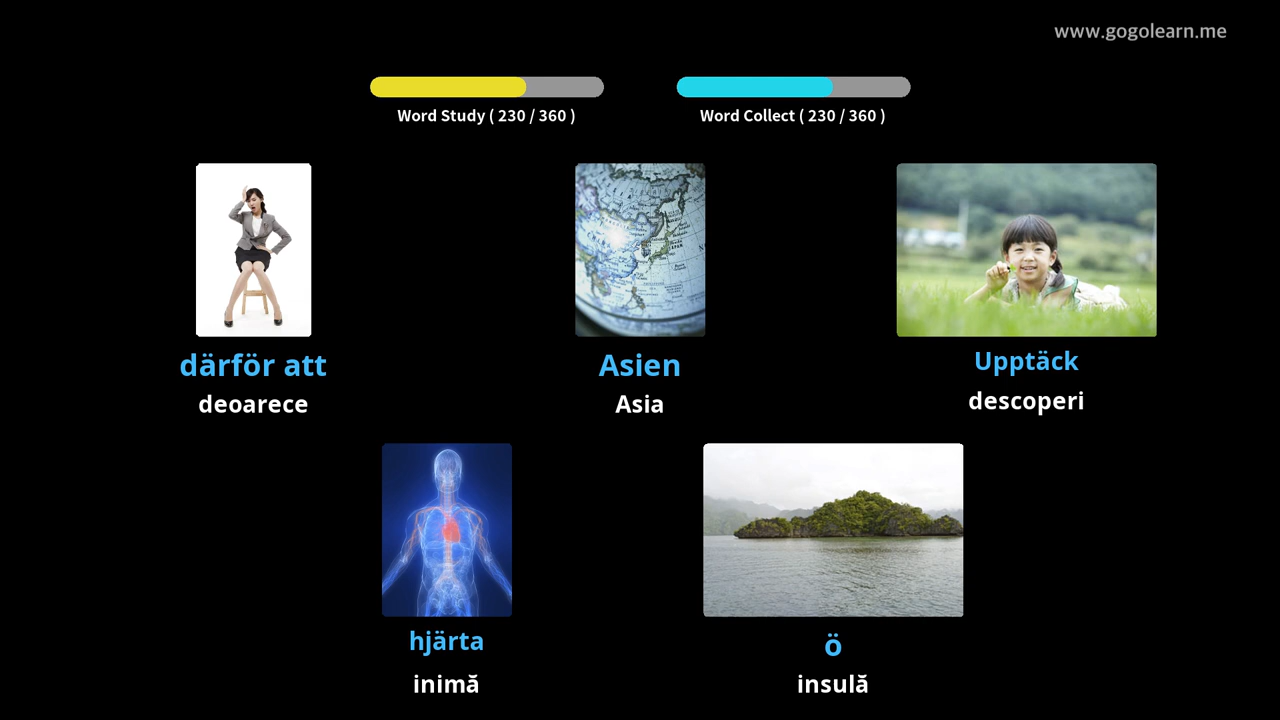 www.gogolearn.me
Word Study ( 230 / 360 )
Word Collect ( 230 / 360 )
därför att
deoarece
Asien
Asia
Upptäck
descoperi
hjärta
inimă
ö
insulă